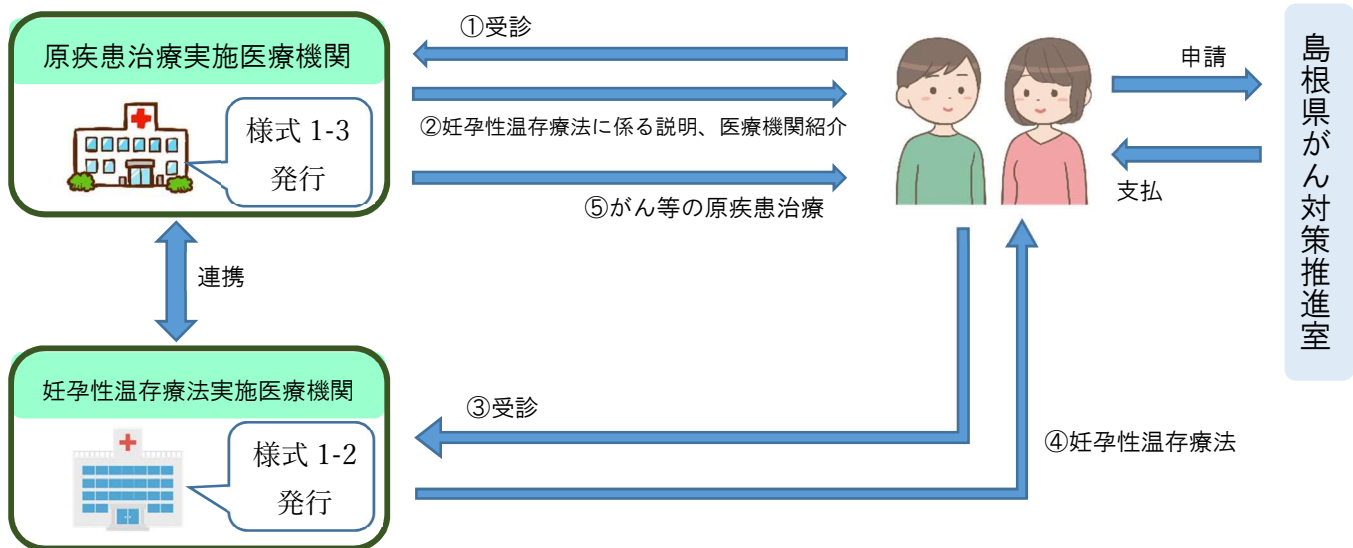 原疾患治療実施医療機関
様式 1-3
発行
①受診
②妊孕性温存療法に係る説明、医療機関紹介
⑤がん等の原疾患治療
申請
支払
島根県がん対策推進室
連携
妊孕性温存療法実施医療機関
様式 1-2
発行
③受診
④妊孕性温存療法